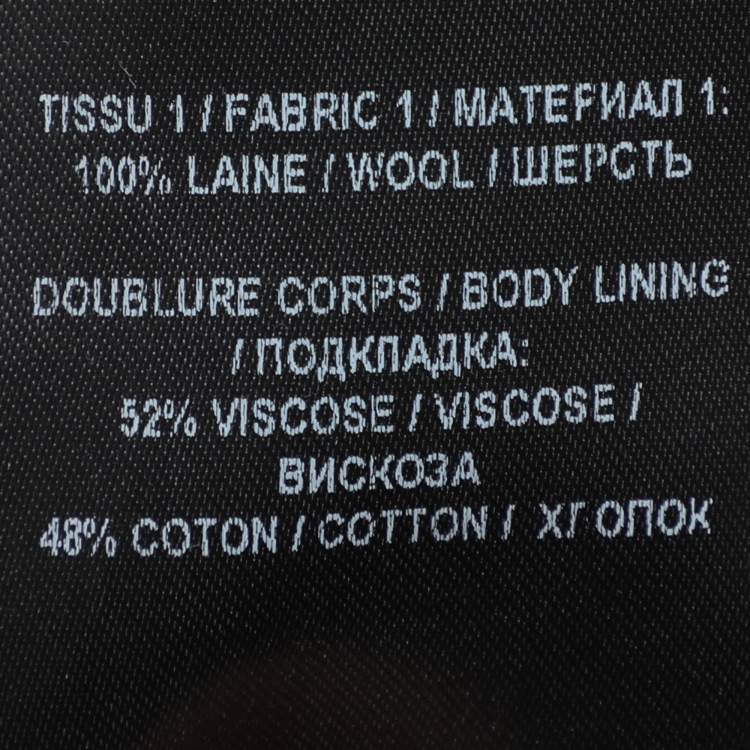 TISSU 1 / FABRIC 1 / МАТЕРИАЛ 1:
100% LAINE / WOOL / ШЕРСТЬ
DOUBLURE CORPS / BODY LINING
/ ПОДКЛАДКА:
52% VISCOSE / VISCOSE /
ВИСКОЗА
48% COTON / COTTON / ХГОПОК